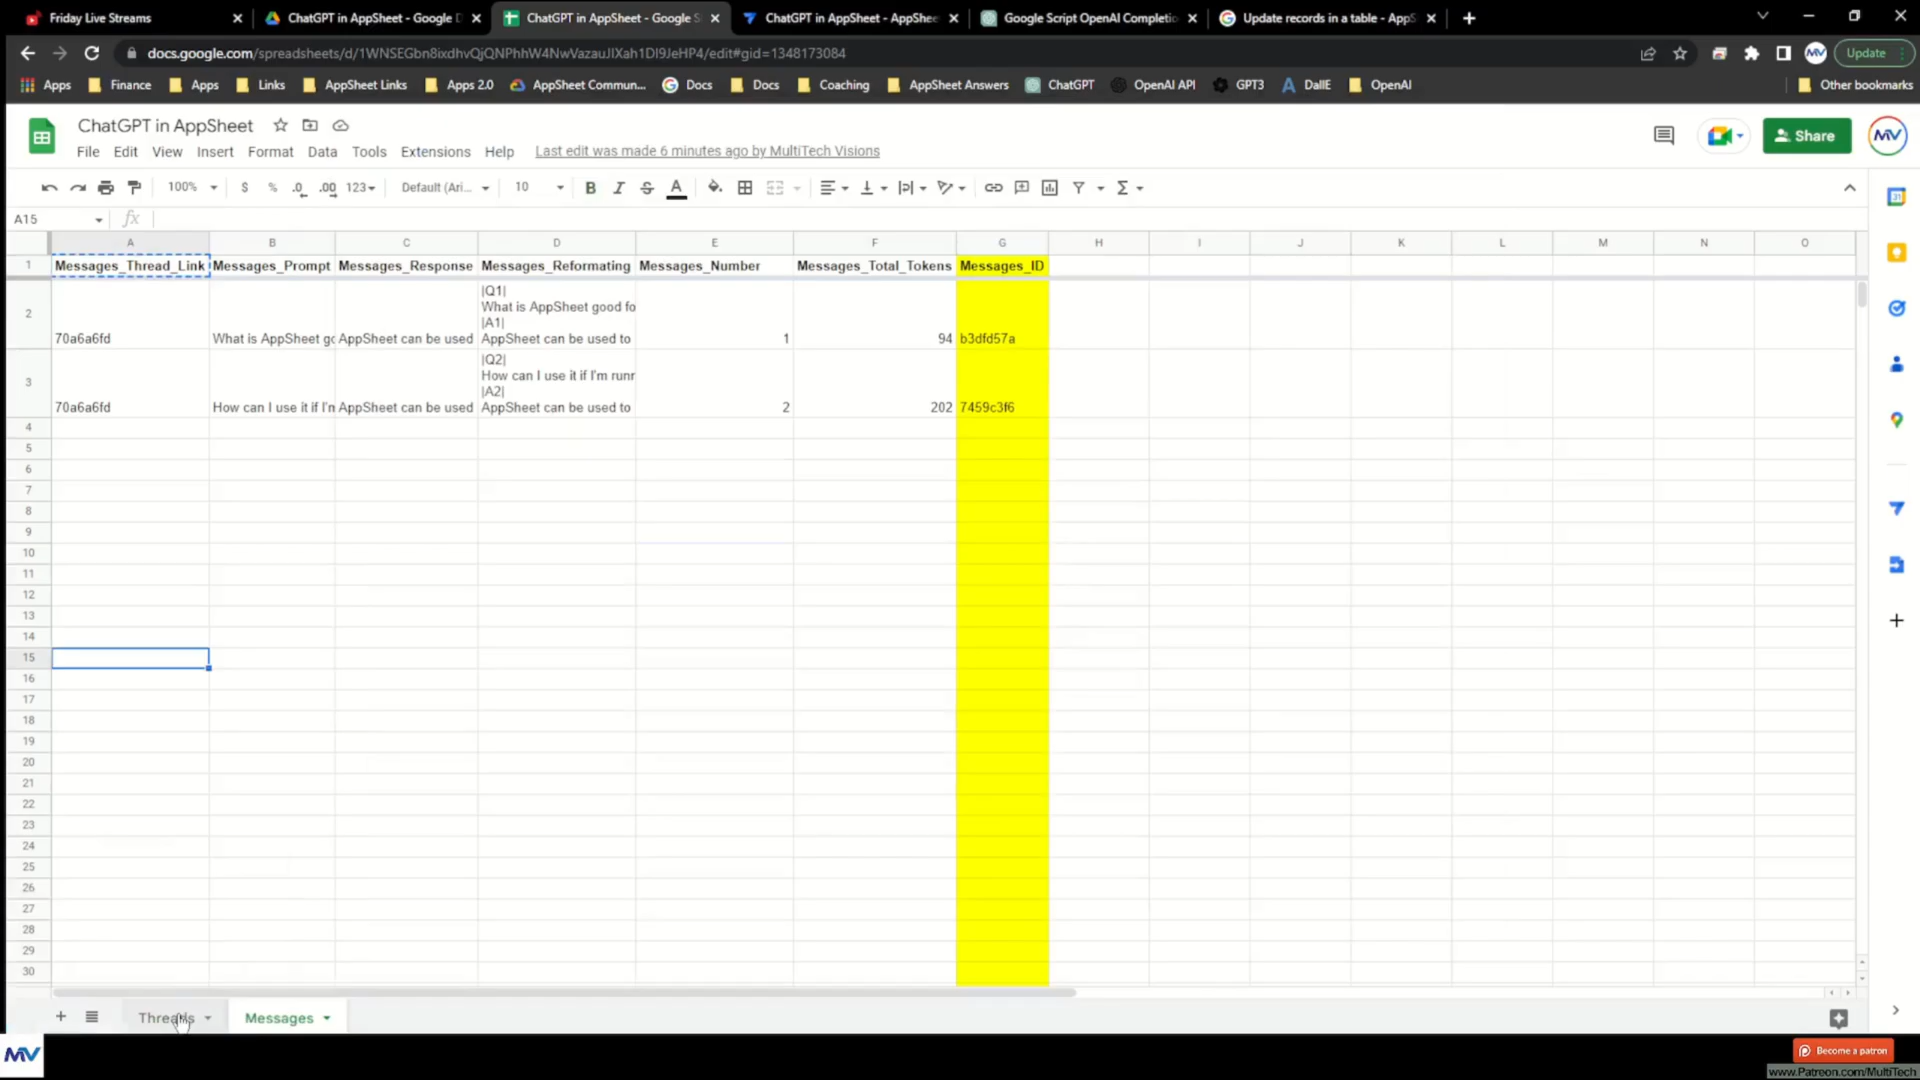 Friday Live Streams
ChatGPT in AppSheet - Google D
ChatGPT in AppSheet - Google S
ChatGPT in AppSheet - AppShee
Google Script OpenAI Completio
Update records in a table - AppS
docs.google.com/spreadsheets/d/1WNSEGbn8ixdhvQjQNPhhW4NwVazauJIXah1DI9JeHP4/edit#gid=1348173084
MV
Update
Apps
Finance
Apps
Links
AppSheet Links
Apps 2.0
AppSheet Commun...
Docs
Docs
Coaching
AppSheet Answers
ChatGPT
OpenAI API
GPT3
DallE
OpenAI
Other bookmarks
ChatGPT in AppSheet
Share
MV
File Edit View Insert Format Data Tools Extensions Help Last edit was made 6 minutes ago by MultiTech Visions
100% $ % .0 .00 123 Default (Ari... 10 B I S A Σ
A15 fx
A B C D E F G H I J K L M N O
1 Messages_Thread_Link Messages_Prompt Messages_Response Messages_Reformating Messages_Number Messages_Total_Tokens Messages_ID
|Q1|
What is AppSheet good fo
|A1|
2 70a6a6fd What is AppSheet go AppSheet can be used AppSheet can be used to 1 94 b3dfd57a
|Q2|
How can I use it if I'm runr
|A2|
3 70a6a6fd How can I use it if I'm AppSheet can be used AppSheet can be used to 2 202 7459c3f6
4
5
6
7
8
9
10
11
12
13
14
15
16
17
18
19
20
21
22
23
24
25
26
27
28
29
30
+ Threads Messages
MV
Become a patron
www.Patreon.com/MultiTech